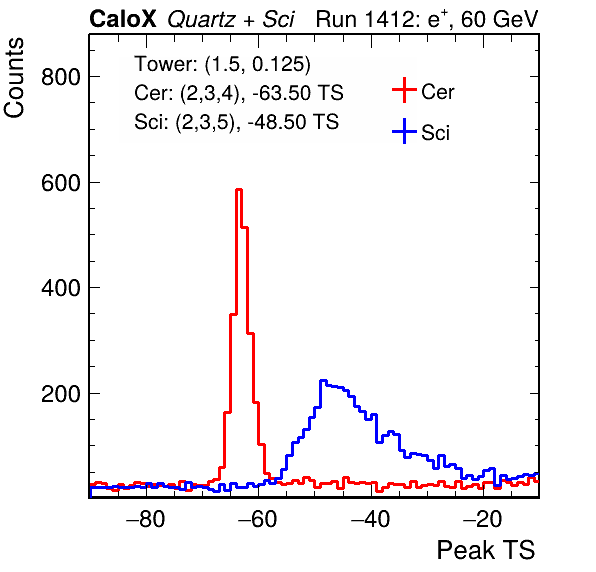 CaloX Quartz + Sci Run 1412: e⁺, 60 GeV
Counts
Tower: (1.5, 0.125)
Cer: (2,3,4), -63.50 TS
Sci: (2,3,5), -48.50 TS
Cer
Sci
800
600
400
200
−80 −60 −40 −20
Peak TS